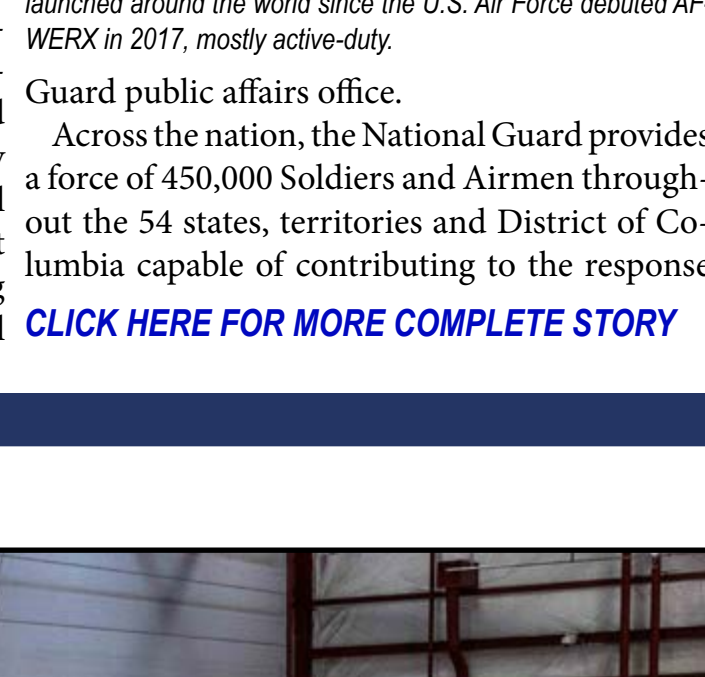 launched around the world since the U.S. Air Force debuted AF-
WERX in 2017, mostly active-duty.
Guard public affairs office.
Across the nation, the National Guard provides
a force of 450,000 Soldiers and Airmen through-
out the 54 states, territories and District of Co-
lumbia capable of contributing to the response
CLICK HERE FOR MORE COMPLETE STORY